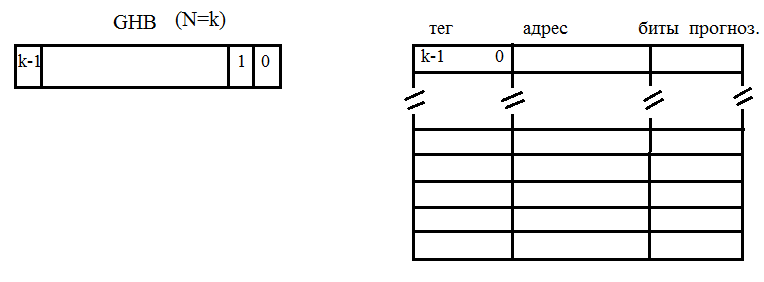 GHB (N=k)
k-1 1 0
тег адрес биты прогноз.
k-1 0